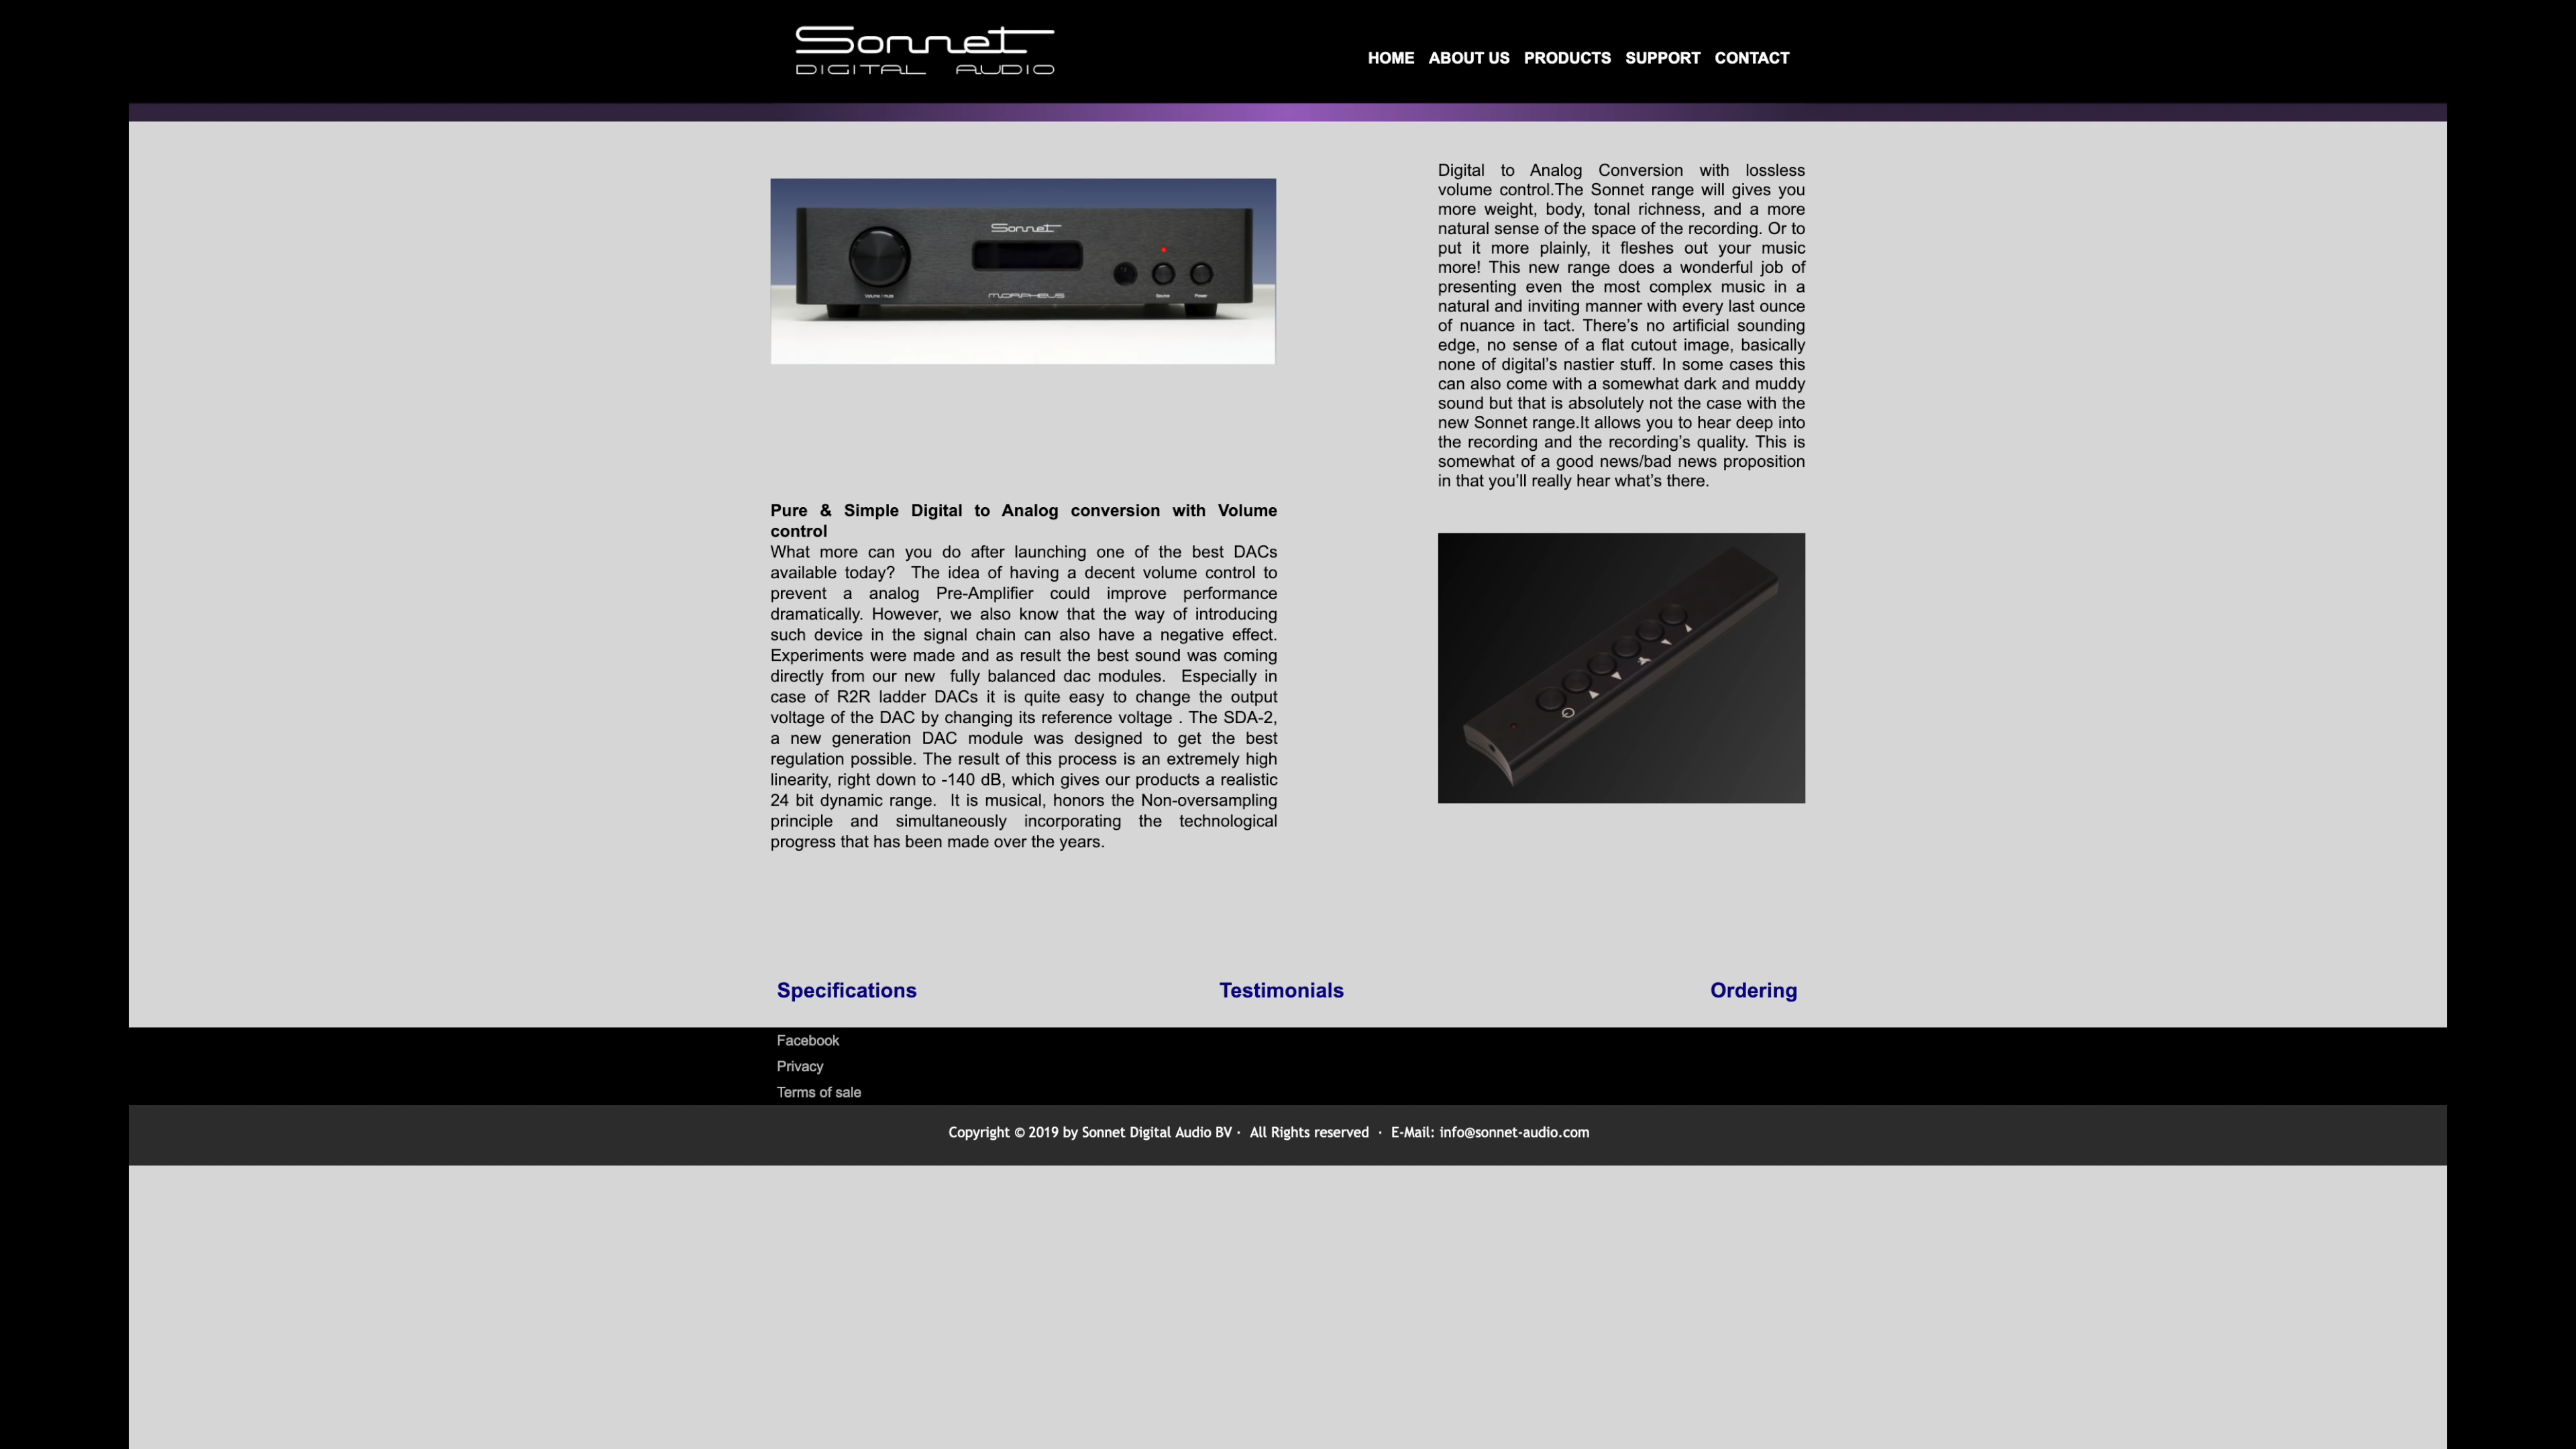 Sonnet
DIGITAL AUDIO
HOME ABOUT US PRODUCTS SUPPORT CONTACT
Sonnet
Volume / mute
MORPHEUS
Source
Power
Pure & Simple Digital to Analog conversion with Volume
control
What more can you do after launching one of the best DACs
available today? The idea of having a decent volume control to
prevent a analog Pre-Amplifier could improve performance
dramatically. However, we also know that the way of introducing
such device in the signal chain can also have a negative effect.
Experiments were made and as result the best sound was coming
directly from our new fully balanced dac modules. Especially in
case of R2R ladder DACs it is quite easy to change the output
voltage of the DAC by changing its reference voltage . The SDA-2,
a new generation DAC module was designed to get the best
regulation possible. The result of this process is an extremely high
linearity, right down to -140 dB, which gives our products a realistic
24 bit dynamic range. It is musical, honors the Non-oversampling
principle and simultaneously incorporating the technological
progress that has been made over the years.
Digital to Analog Conversion with lossless
volume control.The Sonnet range will gives you
more weight, body, tonal richness, and a more
natural sense of the space of the recording. Or to
put it more plainly, it fleshes out your music
more! This new range does a wonderful job of
presenting even the most complex music in a
natural and inviting manner with every last ounce
of nuance in tact. There’s no artificial sounding
edge, no sense of a flat cutout image, basically
none of digital’s nastier stuff. In some cases this
can also come with a somewhat dark and muddy
sound but that is absolutely not the case with the
new Sonnet range.It allows you to hear deep into
the recording and the recording’s quality. This is
somewhat of a good news/bad news proposition
in that you’ll really hear what’s there.
Specifications
Testimonials
Ordering
Facebook
Privacy
Terms of sale
Copyright © 2019 by Sonnet Digital Audio BV · All Rights reserved · E-Mail: info@sonnet-audio.com